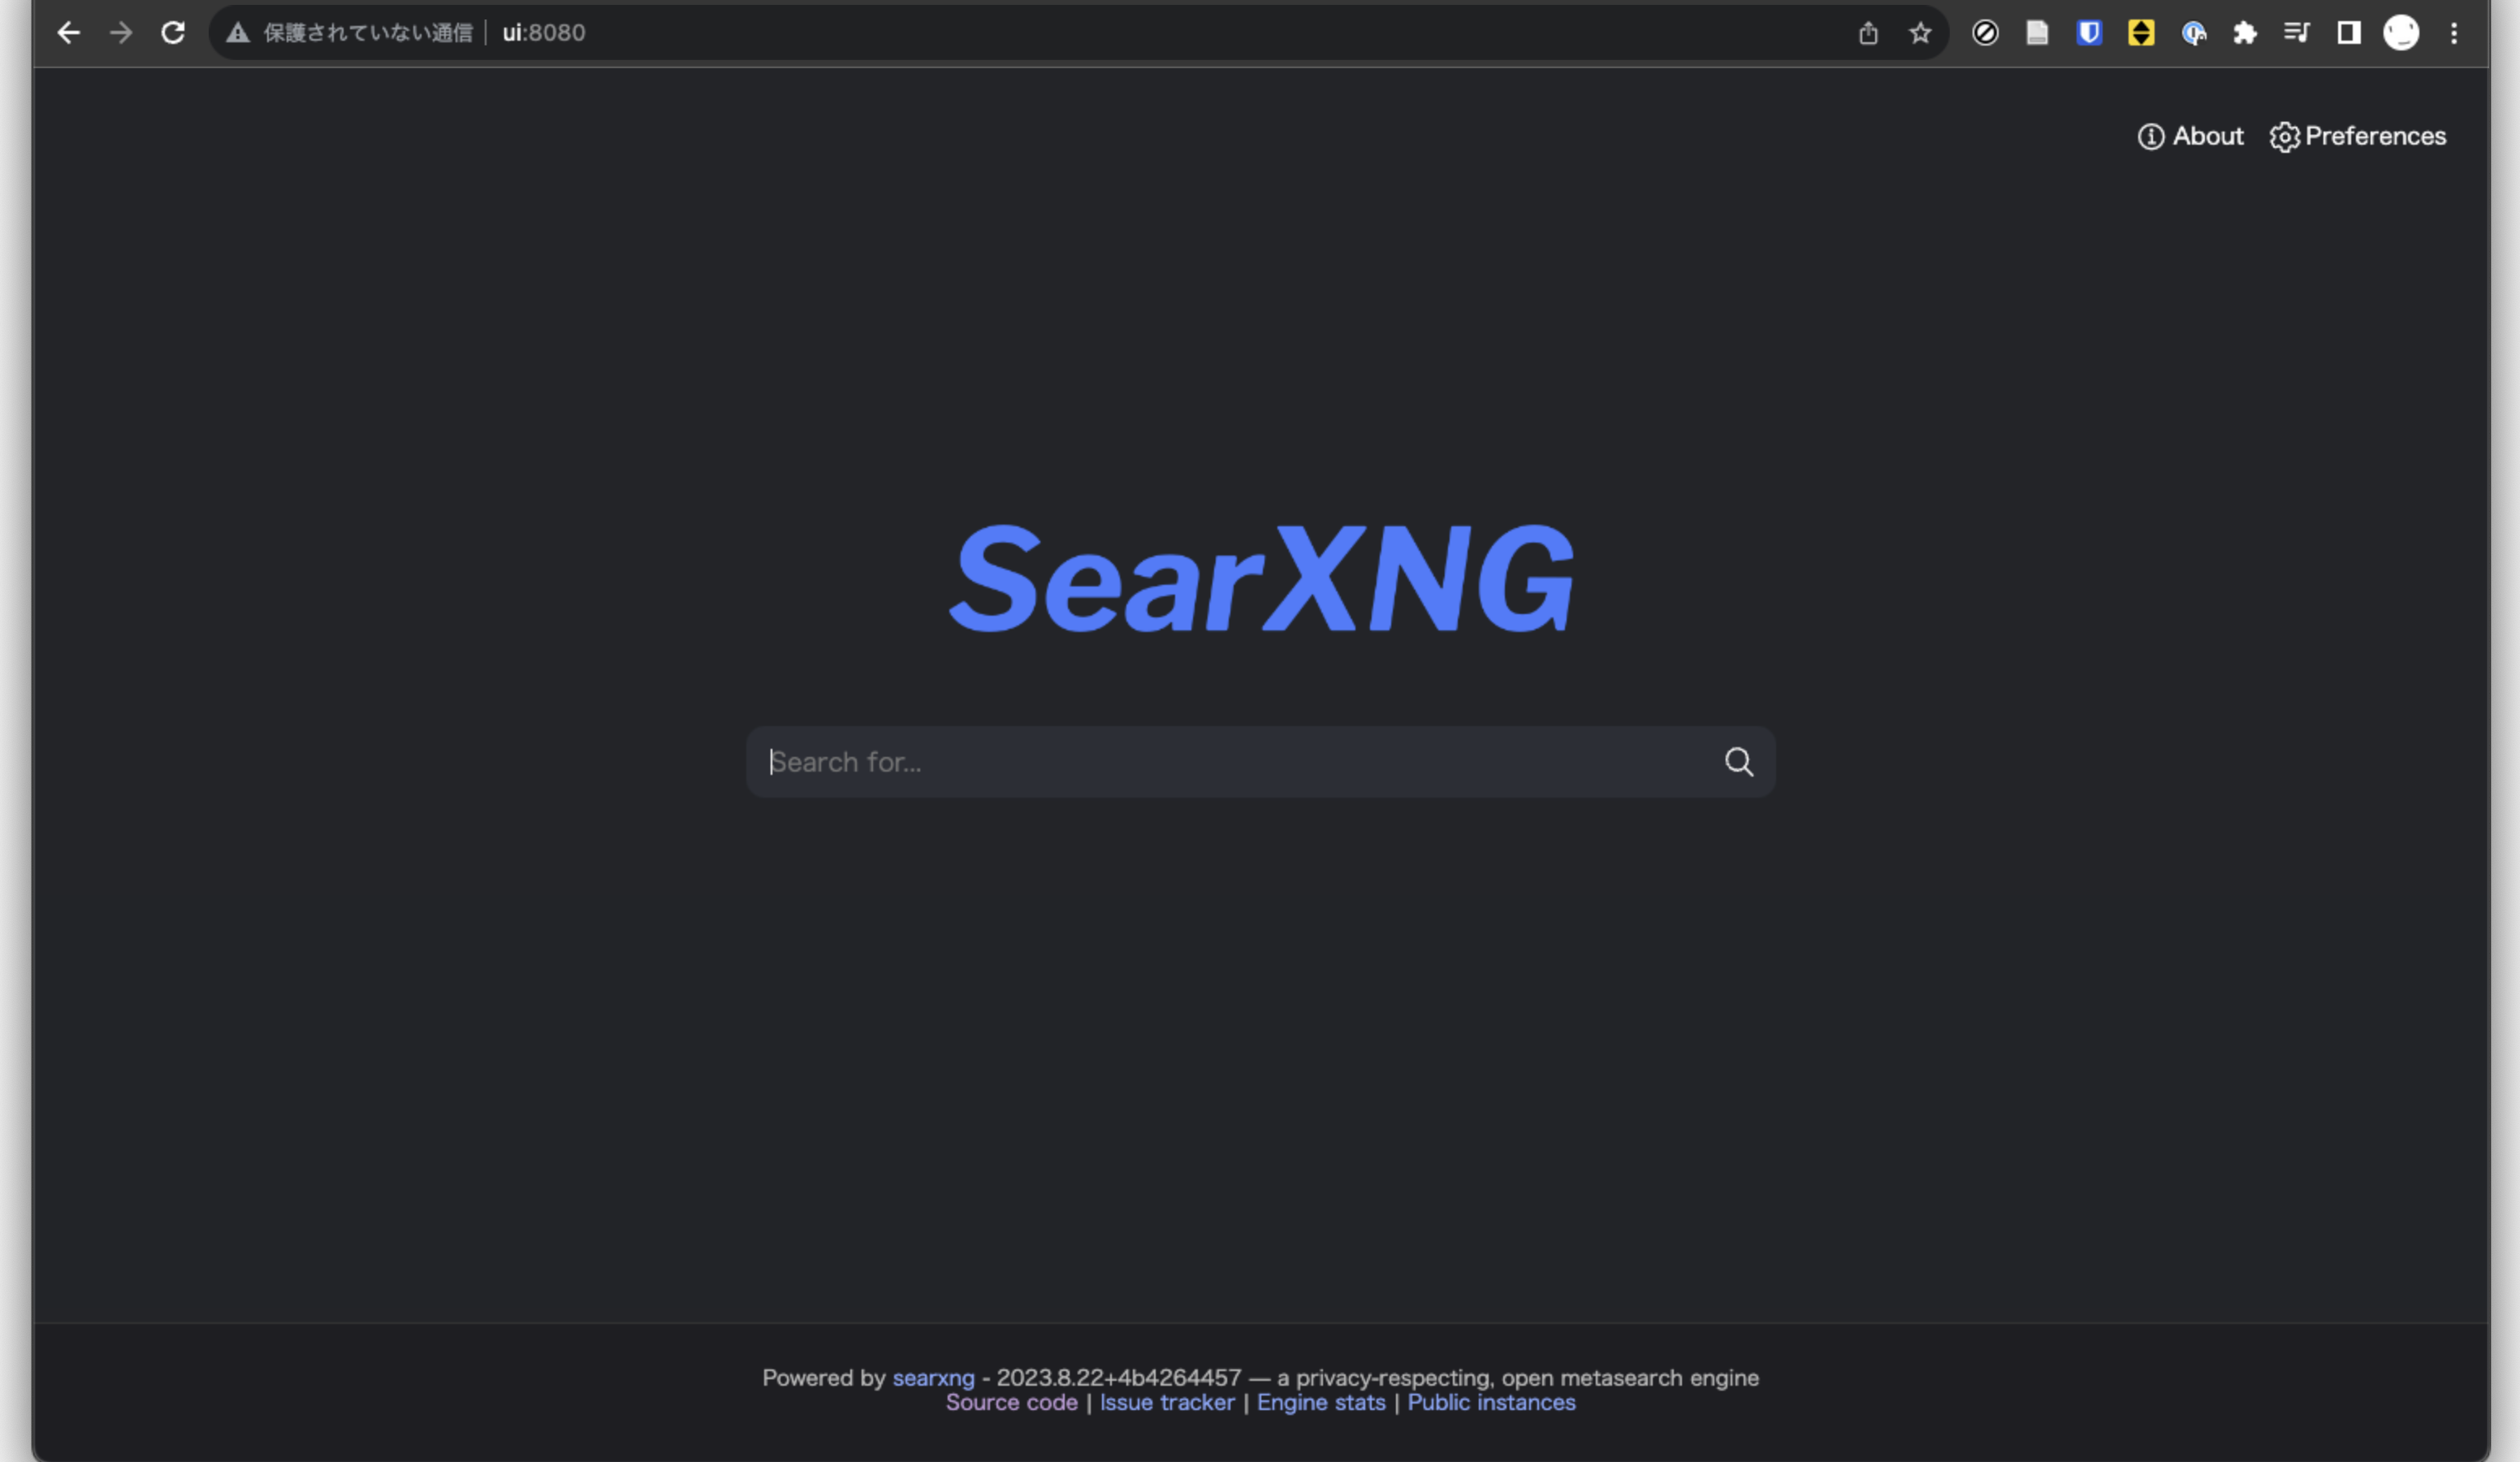 保護されていない通信 ui:8080
About Preferences
SearXNG
Search for...
Powered by searxng - 2023.8.22+4b4264457 — a privacy-respecting, open metasearch engine
Source code | Issue tracker | Engine stats | Public instances